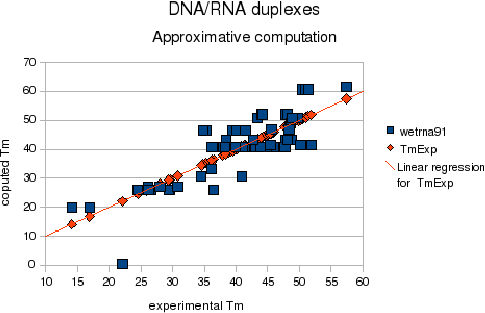 DNA/RNA duplexes
Approximative computation
70
60
50
40
30
20
10
0
coputed Tm
10 15 20 25 30 35 40 45 50 55 60
experimental Tm
wetrna91
TmExp
Linear regression
for TmExp